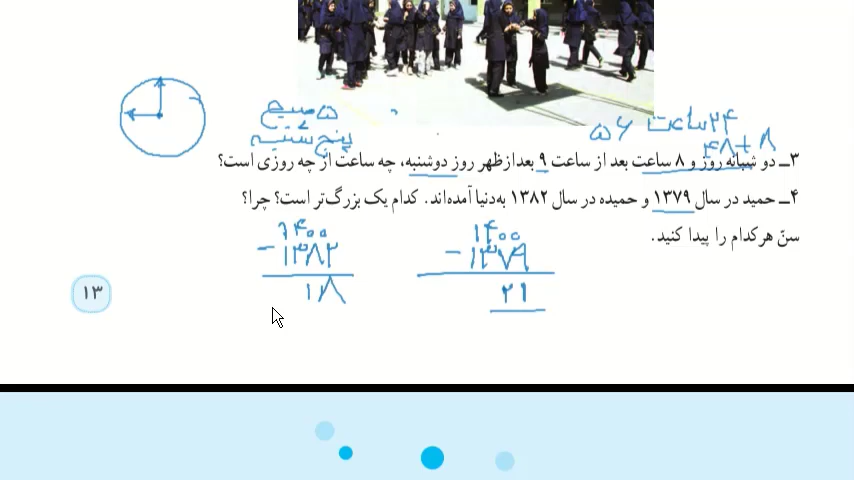 ۲۴ ساعت
۵۶
۴۸ + ۸
۵ صبح
پنج شنبه
۳ــ دو شبانه روز و ۸ ساعت بعد از ساعت ۹ بعدازظهر روز دوشنبه، چه ساعت از چه روزی است؟
۴ــ حمید در سال ۱۳۷۹ و حمیده در سال ۱۳۸۲ به‌دنیا آمده‌اند. کدام یک بزرگ‌تر است؟ چرا؟
سنّ هرکدام را پیدا کنید.
۱۴۰۰
− ۱۳۷۹
۲۱
۱۴۰۰
− ۱۳۸۲
۱۸
۱۳